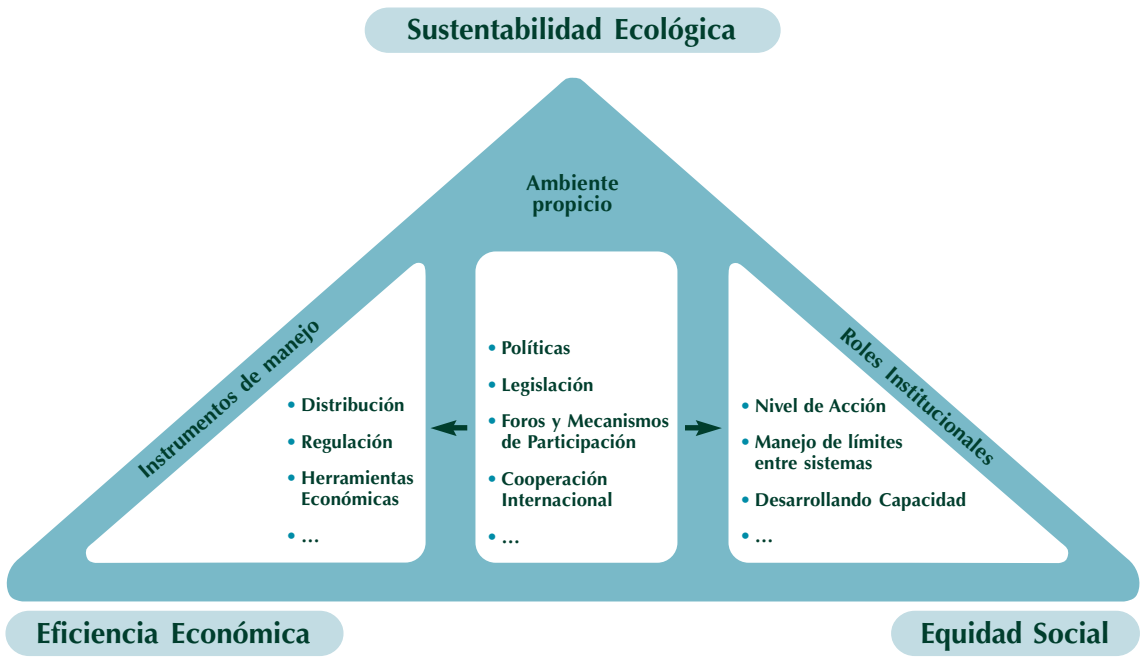 Sustentabilidad Ecológica
Ambiente
propicio
Instrumentos de manejo
• Distribución
• Regulación
• Herramientas
Económicas
• ...
• Políticas
• Legislación
• Foros y Mecanismos
de Participación
• Cooperación
Internacional
• ...
Roles Institucionales
• Nivel de Acción
• Manejo de límites
entre sistemas
• Desarrollando Capacidad
• ...
Eficiencia Económica
Equidad Social